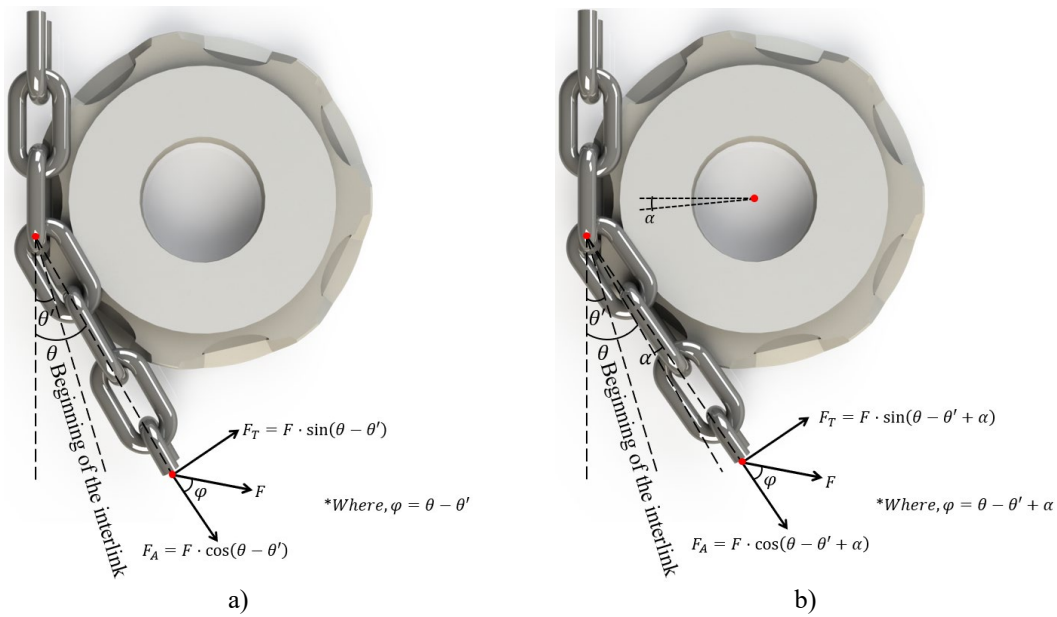 θ′
θ
Beginning of the interlink
F_T = F · sin(θ − θ′)
φ
F
*Where, φ = θ − θ′
F_A = F · cos(θ − θ′)
a)
α
θ′
θ
α
Beginning of the interlink
F_T = F · sin(θ − θ′ + α)
φ
F
*Where, φ = θ − θ′ + α
F_A = F · cos(θ − θ′ + α)
b)